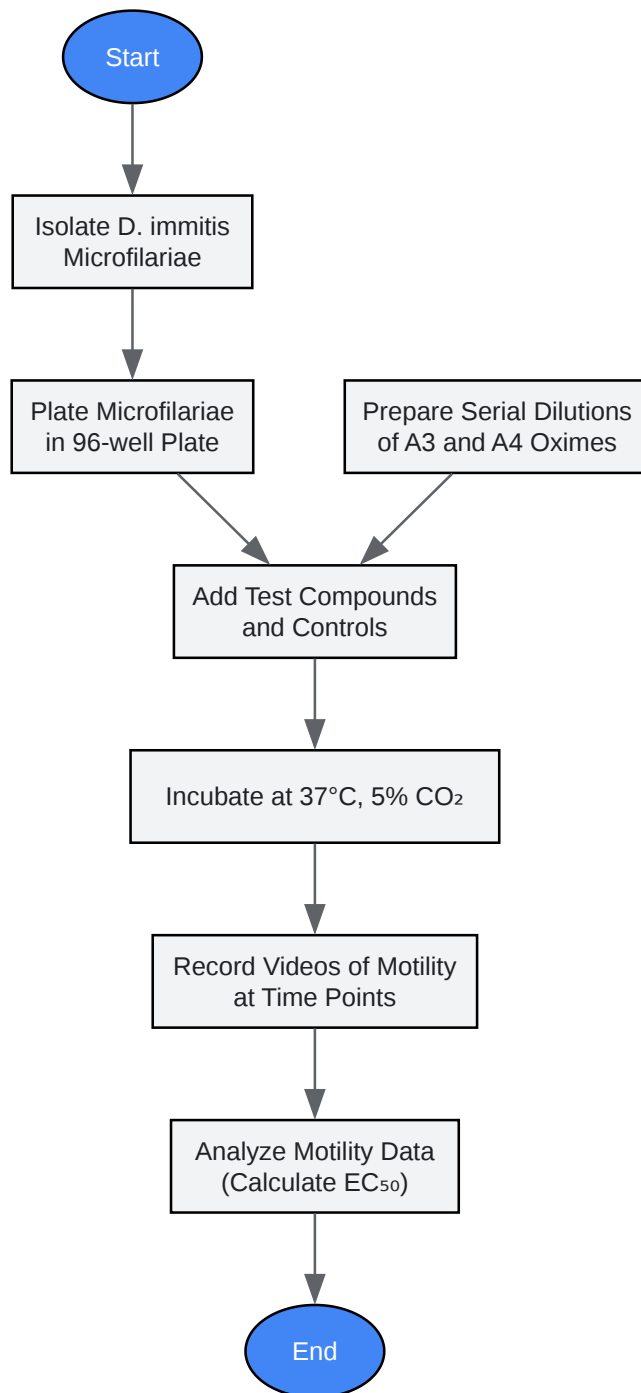 Start
Isolate D. immitis
Microfilariae
Plate Microfilariae
in 96-well Plate
Prepare Serial Dilutions
of A3 and A4 Oximes
Add Test Compounds
and Controls
Incubate at 37°C, 5% CO₂
Record Videos of Motility
at Time Points
Analyze Motility Data
(Calculate EC₅₀)
End